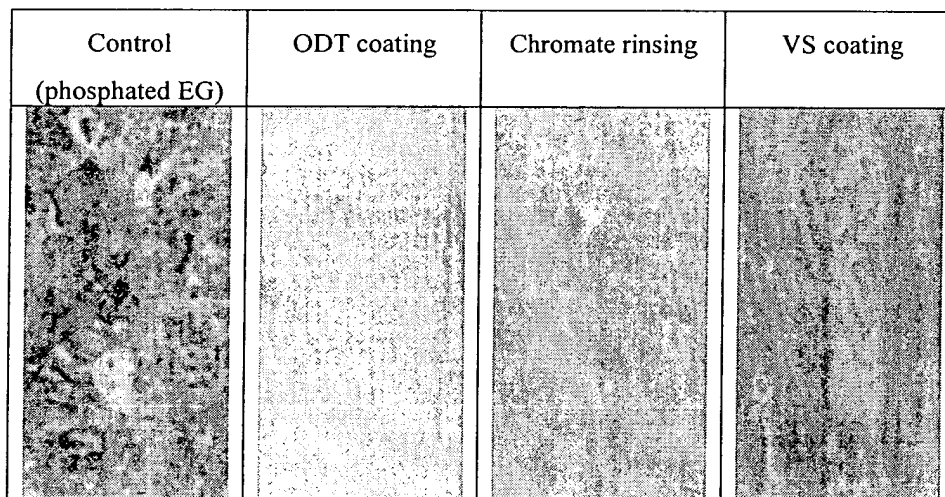 Control
(phosphated EG)
ODT coating
Chromate rinsing
VS coating